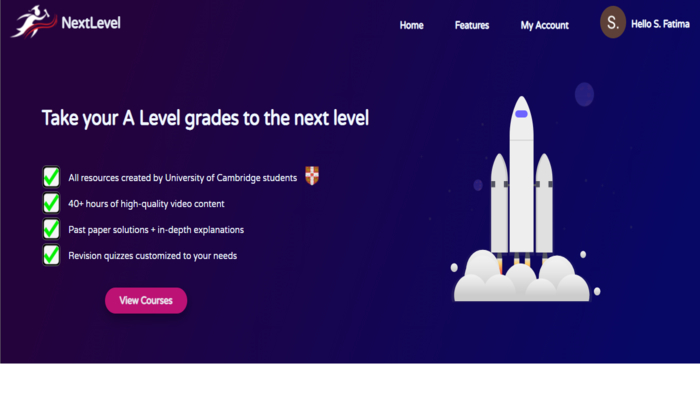 NextLevel
Home
Features
My Account
S.
Hello S. Fatima
Take your A Level grades to the next level
All resources created by University of Cambridge students
40+ hours of high-quality video content
Past paper solutions + in-depth explanations
Revision quizzes customized to your needs
View Courses